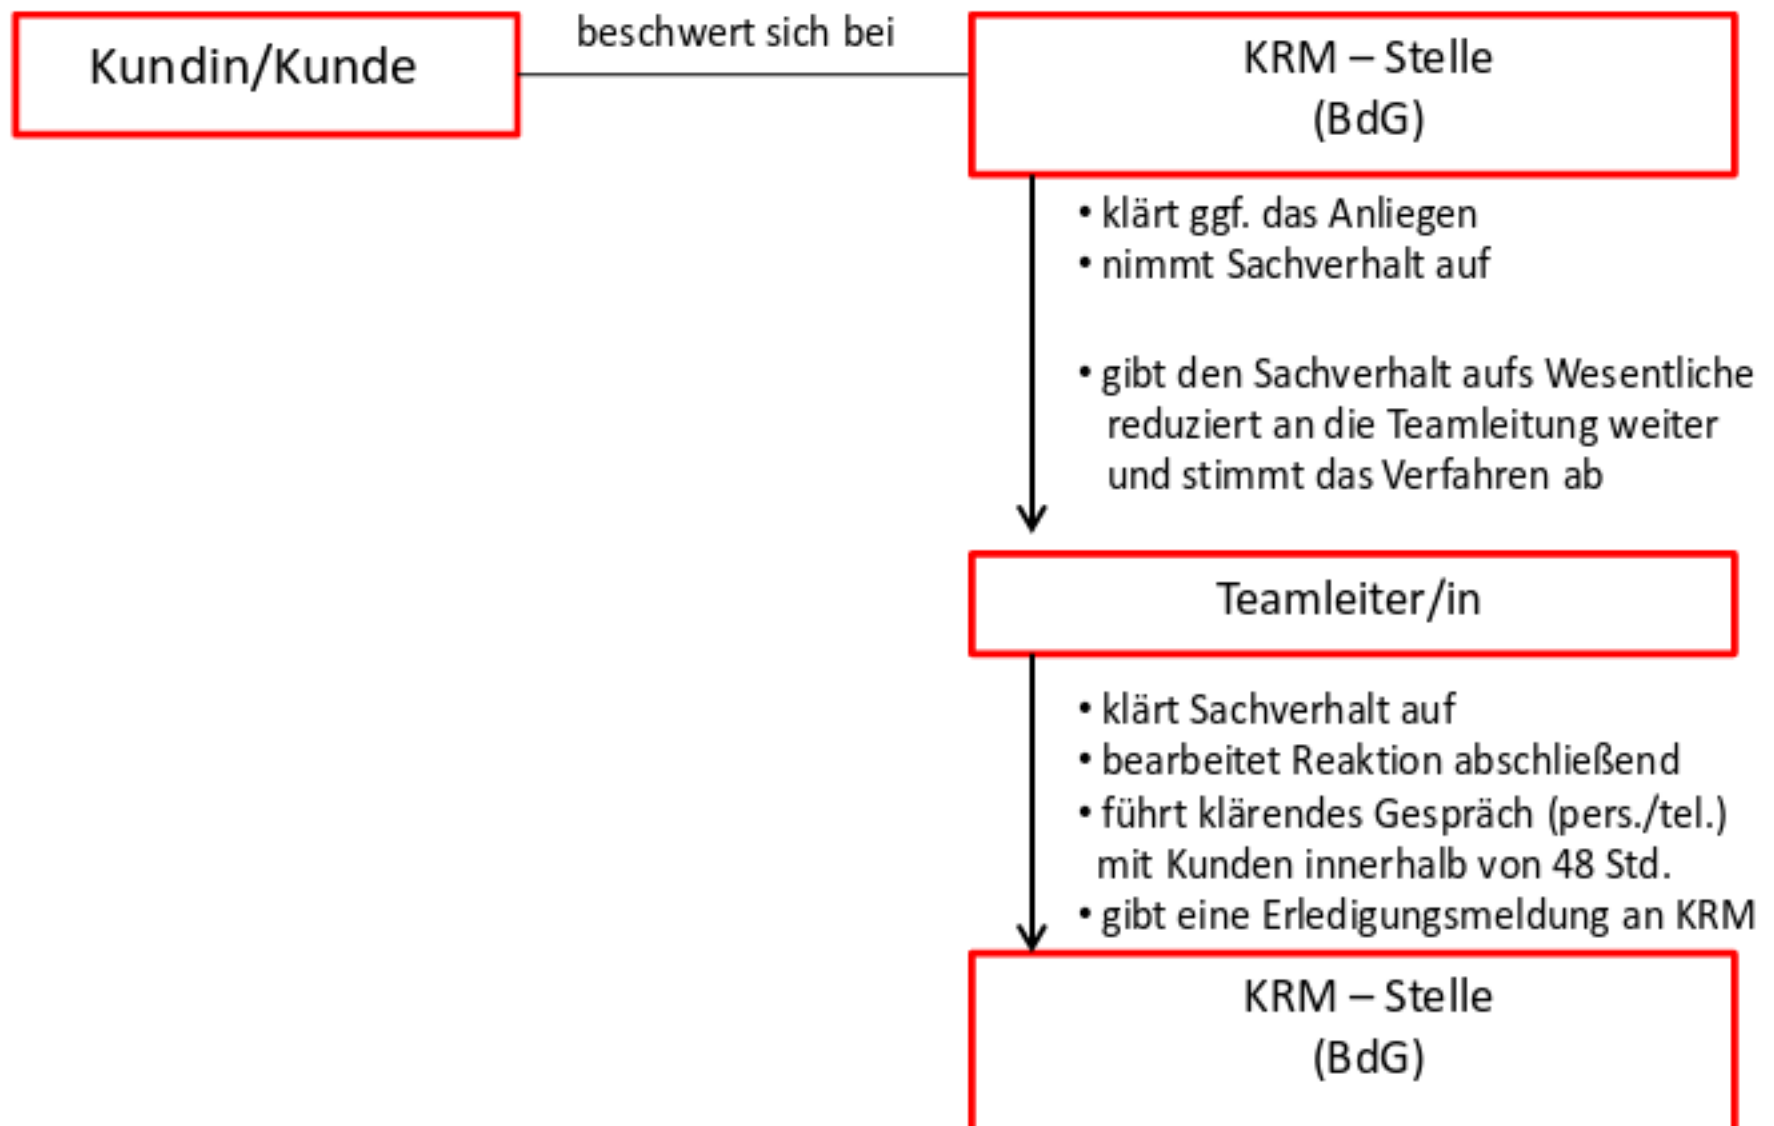 Kundin/Kunde
beschwert sich bei
KRM – Stelle
(BdG)
• klärt ggf. das Anliegen
• nimmt Sachverhalt auf
• gibt den Sachverhalt aufs Wesentliche
reduziert an die Teamleitung weiter
und stimmt das Verfahren ab
Teamleiter/in
• klärt Sachverhalt auf
• bearbeitet Reaktion abschließend
• führt klärendes Gespräch (pers./tel.)
mit Kunden innerhalb von 48 Std.
• gibt eine Erledigungsmeldung an KRM
KRM – Stelle
(BdG)